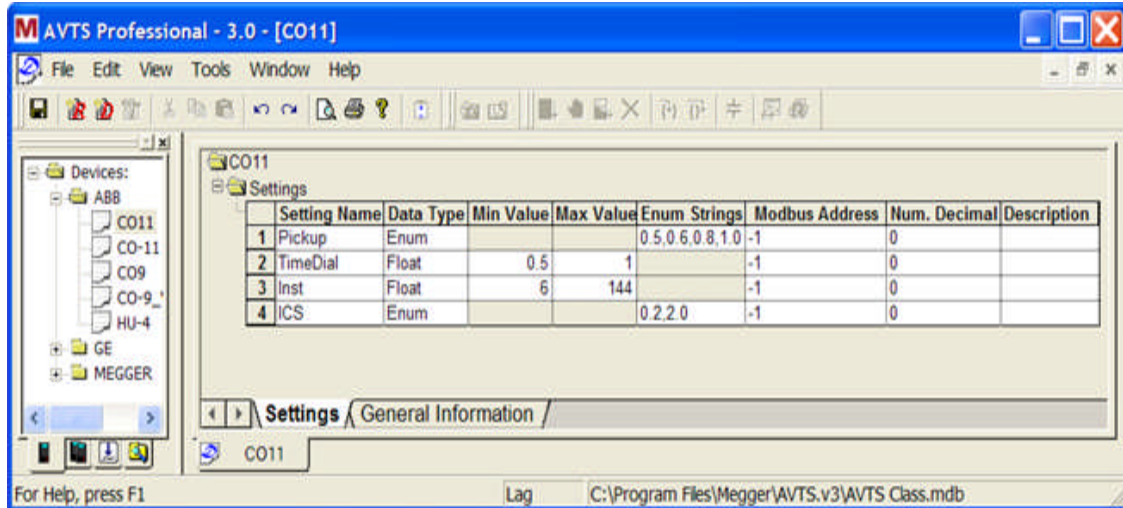 AVTS Professional - 3.0 - [CO11]
File Edit View Tools Window Help
Devices:
ABB
CO11
CO-11
CO9
CO-9_'
HU-4
GE
MEGGER
CO11
Settings
Setting Name Data Type Min Value Max Value Enum Strings Modbus Address Num. Decimal Description
1 Pickup Enum 0.5,0.6,0.8,1.0 -1 0
2 TimeDial Float 0.5 1 -1 0
3 Inst Float 6 144 -1 0
4 ICS Enum 0.2,2.0 -1 0
Settings General Information
CO11
For Help, press F1 Lag C:\Program Files\Megger\AVTS.v3\AVTS Class.mdb